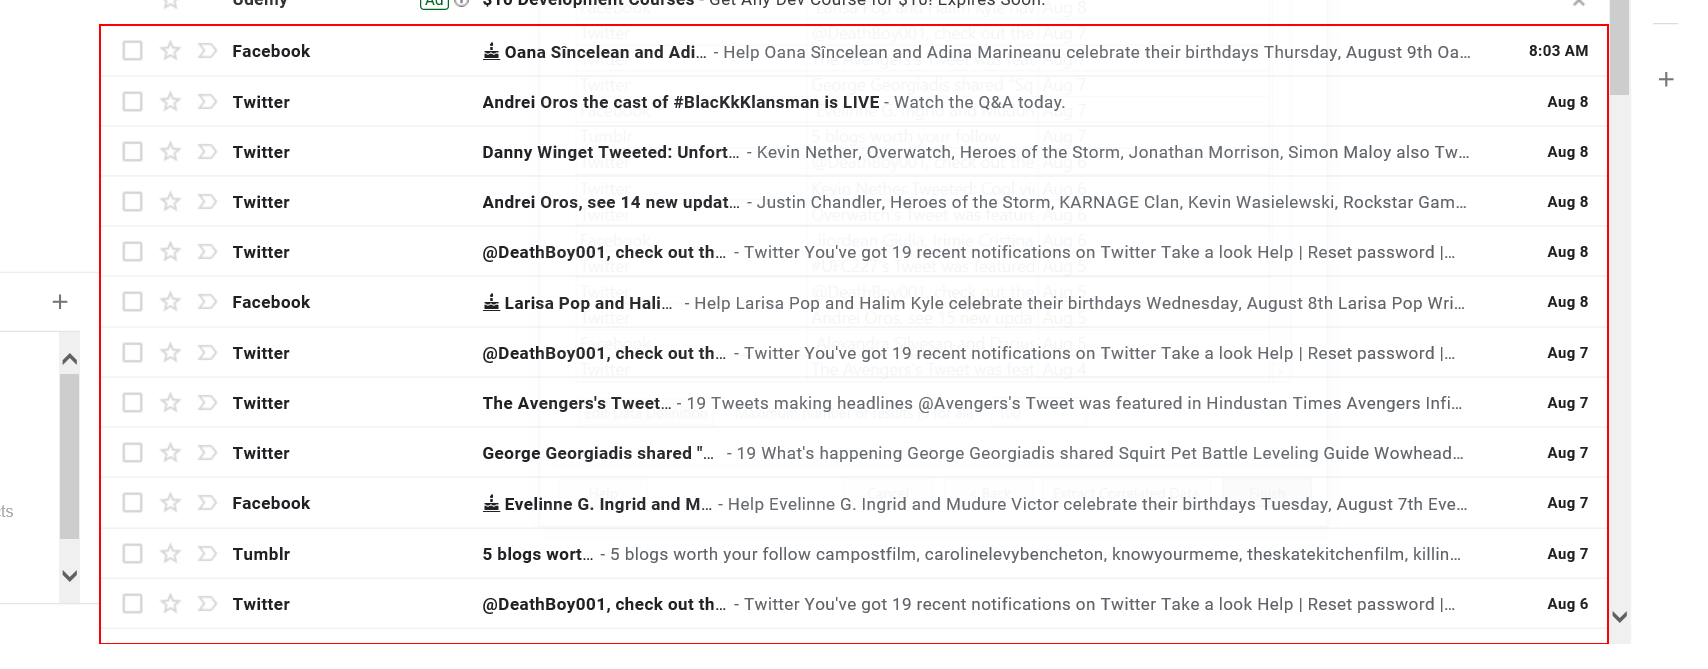 Udemy Ad $10 Development Courses - Get Any Dev Course for $10! Expires Soon.
Facebook Oana Sîncelean and Adi... - Help Oana Sîncelean and Adina Marineanu celebrate their birthdays Thursday, August 9th Oa... 8:03 AM
Twitter Andrei Oros the cast of #BlacKkKlansman is LIVE - Watch the Q&A today. Aug 8
Twitter Danny Winget Tweeted: Unfort... - Kevin Nether, Overwatch, Heroes of the Storm, Jonathan Morrison, Simon Maloy also Tw... Aug 8
Twitter Andrei Oros, see 14 new updat... - Justin Chandler, Heroes of the Storm, KARNAGE Clan, Kevin Wasielewski, Rockstar Gam... Aug 8
Twitter @DeathBoy001, check out th... - Twitter You've got 19 recent notifications on Twitter Take a look Help | Reset password |... Aug 8
Facebook Larisa Pop and Hali... - Help Larisa Pop and Halim Kyle celebrate their birthdays Wednesday, August 8th Larisa Pop Wri... Aug 8
Twitter @DeathBoy001, check out th... - Twitter You've got 19 recent notifications on Twitter Take a look Help | Reset password |... Aug 7
Twitter The Avengers's Tweet... - 19 Tweets making headlines @Avengers's Tweet was featured in Hindustan Times Avengers Infi... Aug 7
Twitter George Georgiadis shared "... - 19 What's happening George Georgiadis shared Squirt Pet Battle Leveling Guide Wowhead... Aug 7
Facebook Evelinne G. Ingrid and M... - Help Evelinne G. Ingrid and Mudure Victor celebrate their birthdays Tuesday, August 7th Eve... Aug 7
Tumblr 5 blogs wort... - 5 blogs worth your follow campostfilm, carolinelevybencheton, knowyourmeme, theskatekitchenfilm, killin... Aug 7
Twitter @DeathBoy001, check out th... - Twitter You've got 19 recent notifications on Twitter Take a look Help | Reset password |... Aug 6